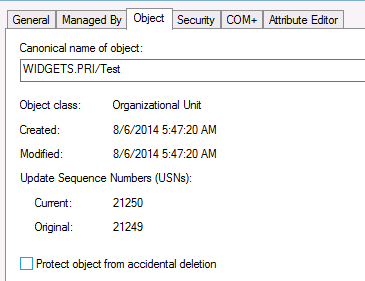 General Managed By Object Security COM+ Attribute Editor
Canonical name of object:
WIDGETS.PRI/Test
Object class: Organizational Unit
Created: 8/6/2014 5:47:20 AM
Modified: 8/6/2014 5:47:20 AM
Update Sequence Numbers (USNs):
Current: 21250
Original: 21249
Protect object from accidental deletion